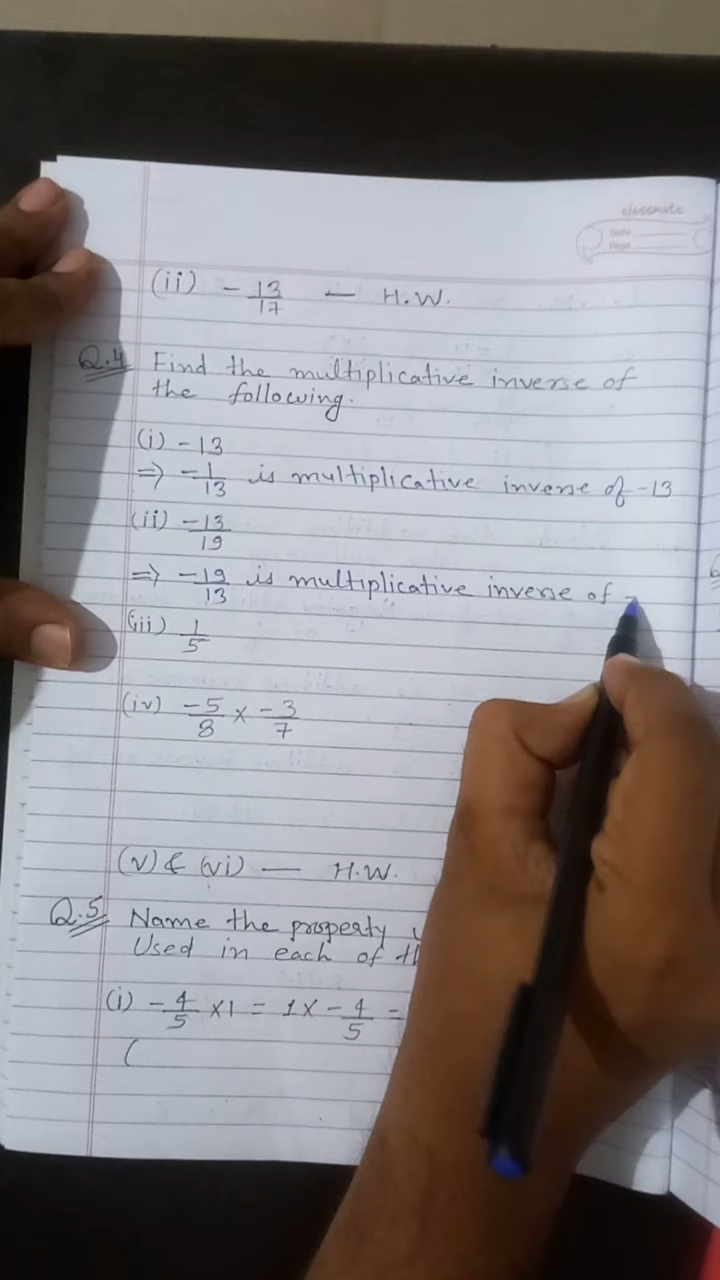 classmate
Date
Page
(ii) -13/17 — H.W.
Q.4 Find the multiplicative inverse of
the following.
(i) -13
⇒ -1/13 is multiplicative inverse of -13
(ii) -13/19
⇒ -19/13 is multiplicative inverse of -
(iii) 1/5
(iv) -5/8 × -3/7
(v) & (vi) — H.W.
Q.5 Name the property
Used in each of th
(i) -4/5 ×1 = 1× -4/5 =
(